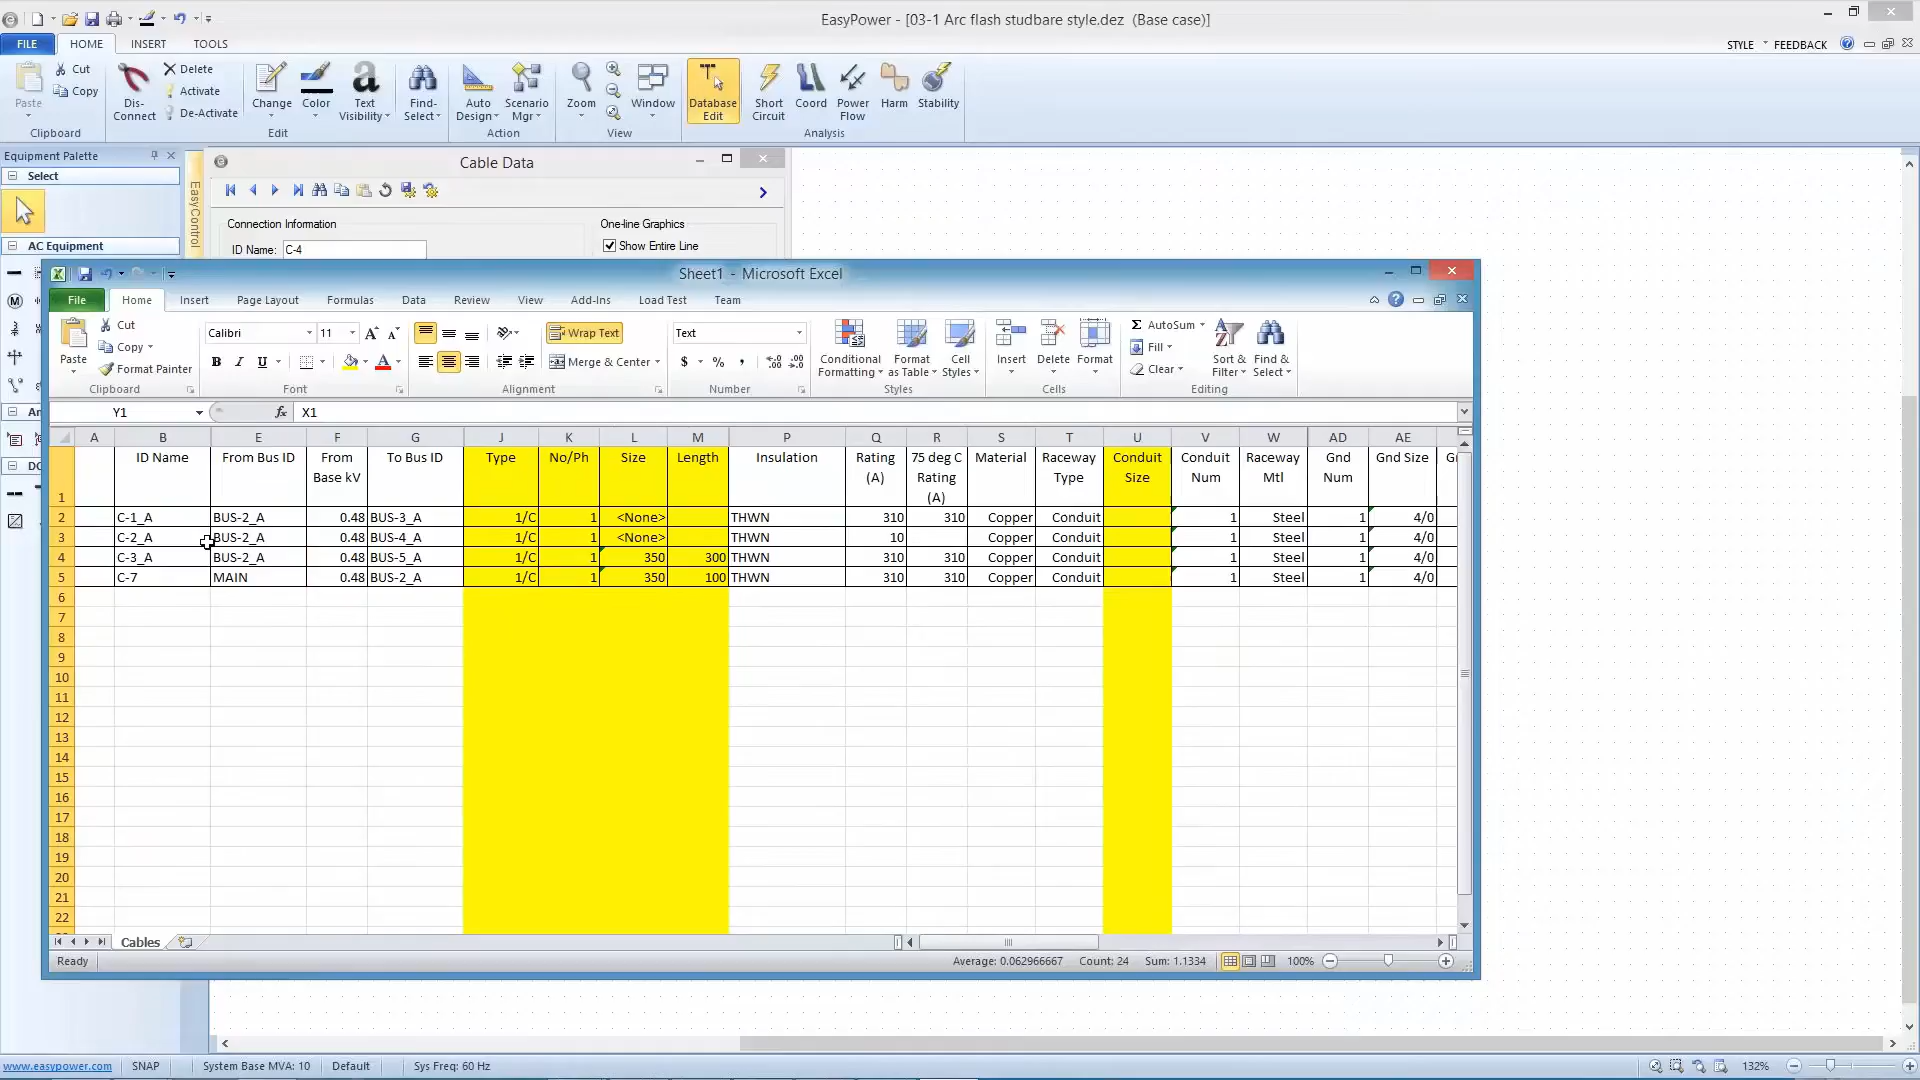 EasyPower - [03-1 Arc flash studbare style.dez (Base case)]
FILE HOME INSERT TOOLS STYLE FEEDBACK
Paste Cut Copy Clipboard
Dis-Connect Delete Activate De-Activate Change Color Text Visibility Edit
Find-Select
Auto Design Scenario Mgr Action
Zoom Window View
Database Edit
Short Circuit Coord Power Flow Harm Stability Analysis
Equipment Palette
Select
AC Equipment
EasyControl
Cable Data
Connection Information One-line Graphics
ID Name: C-4 Show Entire Line
Sheet1 - Microsoft Excel
File Home Insert Page Layout Formulas Data Review View Add-Ins Load Test Team
Paste Cut Copy Format Painter Clipboard
Calibri 11 B I U Font
Wrap Text Merge & Center Alignment
Text $ % , Number
Conditional Formatting Format as Table Cell Styles Styles
Insert Delete Format Cells
Σ AutoSum Fill Clear Sort & Filter Find & Select Editing
Y1 fx X1
A B E F G J K L M P Q R S T U V W AD AE
1 ID Name From Bus ID From Base kV To Bus ID Type No/Ph Size Length Insulation Rating (A) 75 deg C Rating (A) Material Raceway Type Conduit Size Conduit Num Raceway Mtl Gnd Num Gnd Size
2 C-1_A BUS-2_A 0.48 BUS-3_A 1/C 1 <None> THWN 310 310 Copper Conduit 1 Steel 1 4/0
3 C-2_A BUS-2_A 0.48 BUS-4_A 1/C 1 <None> THWN 10 Copper Conduit 1 Steel 1 4/0
4 C-3_A BUS-2_A 0.48 BUS-5_A 1/C 1 350 300 THWN 310 310 Copper Conduit 1 Steel 1 4/0
5 C-7 MAIN 0.48 BUS-2_A 1/C 1 350 100 THWN 310 310 Copper Conduit 1 Steel 1 4/0
6
7
8
9
10
11
12
13
14
15
16
17
18
19
20
21
22
Cables
Ready Average: 0.062966667 Count: 24 Sum: 1.1334 100%
www.easypower.com SNAP System Base MVA: 10 Default Sys Freq: 60 Hz 132%